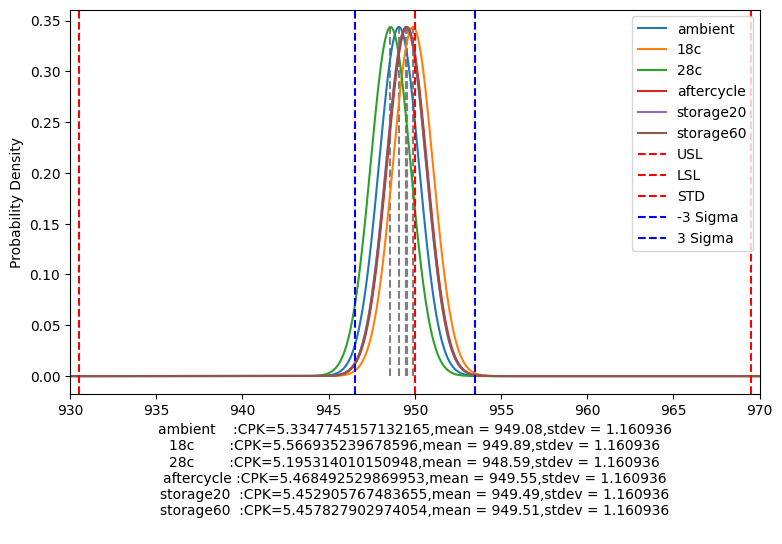 0.35
0.30
0.25
0.20
0.15
0.10
0.05
0.00
Probability Density
ambient
18c
28c
aftercycle
storage20
storage60
USL
LSL
STD
-3 Sigma
3 Sigma
930 935 940 945 950 955 960 965 970
ambient :CPK=5.3347745157132165,mean = 949.08,stdev = 1.160936
18c :CPK=5.566935239678596,mean = 949.89,stdev = 1.160936
28c :CPK=5.195314010150948,mean = 948.59,stdev = 1.160936
aftercycle :CPK=5.468492529869953,mean = 949.55,stdev = 1.160936
storage20 :CPK=5.452905767483655,mean = 949.49,stdev = 1.160936
storage60 :CPK=5.457827902974054,mean = 949.51,stdev = 1.160936